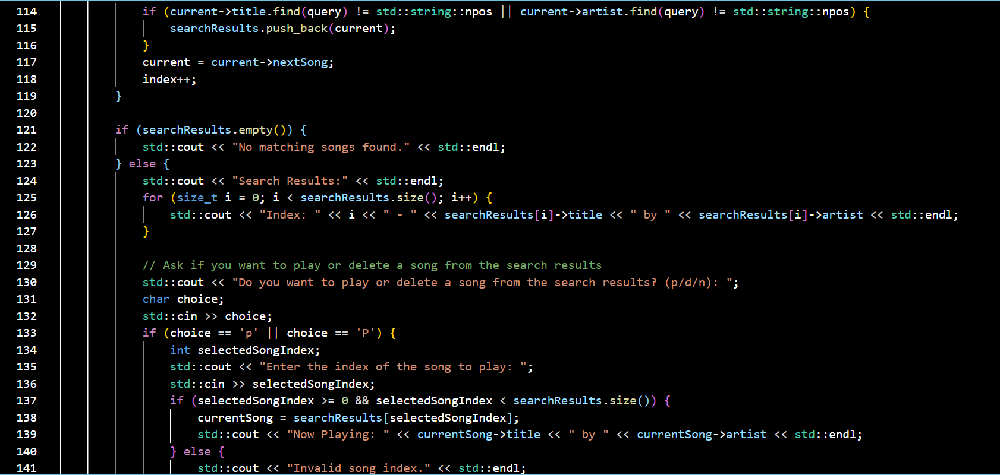 114 if (current->title.find(query) != std::string::npos || current->artist.find(query) != std::string::npos) {
115 searchResults.push_back(current);
116 }
117 current = current->nextSong;
118 index++;
119 }
120
121 if (searchResults.empty()) {
122 std::cout << "No matching songs found." << std::endl;
123 } else {
124 std::cout << "Search Results:" << std::endl;
125 for (size_t i = 0; i < searchResults.size(); i++) {
126 std::cout << "Index: " << i << " - " << searchResults[i]->title << " by " << searchResults[i]->artist << std::endl;
127 }
128
129 // Ask if you want to play or delete a song from the search results
130 std::cout << "Do you want to play or delete a song from the search results? (p/d/n): ";
131 char choice;
132 std::cin >> choice;
133 if (choice == 'p' || choice == 'P') {
134 int selectedSongIndex;
135 std::cout << "Enter the index of the song to play: ";
136 std::cin >> selectedSongIndex;
137 if (selectedSongIndex >= 0 && selectedSongIndex < searchResults.size()) {
138 currentSong = searchResults[selectedSongIndex];
139 std::cout << "Now Playing: " << currentSong->title << " by " << currentSong->artist << std::endl;
140 } else {
141 std::cout << "Invalid song index." << std::endl;